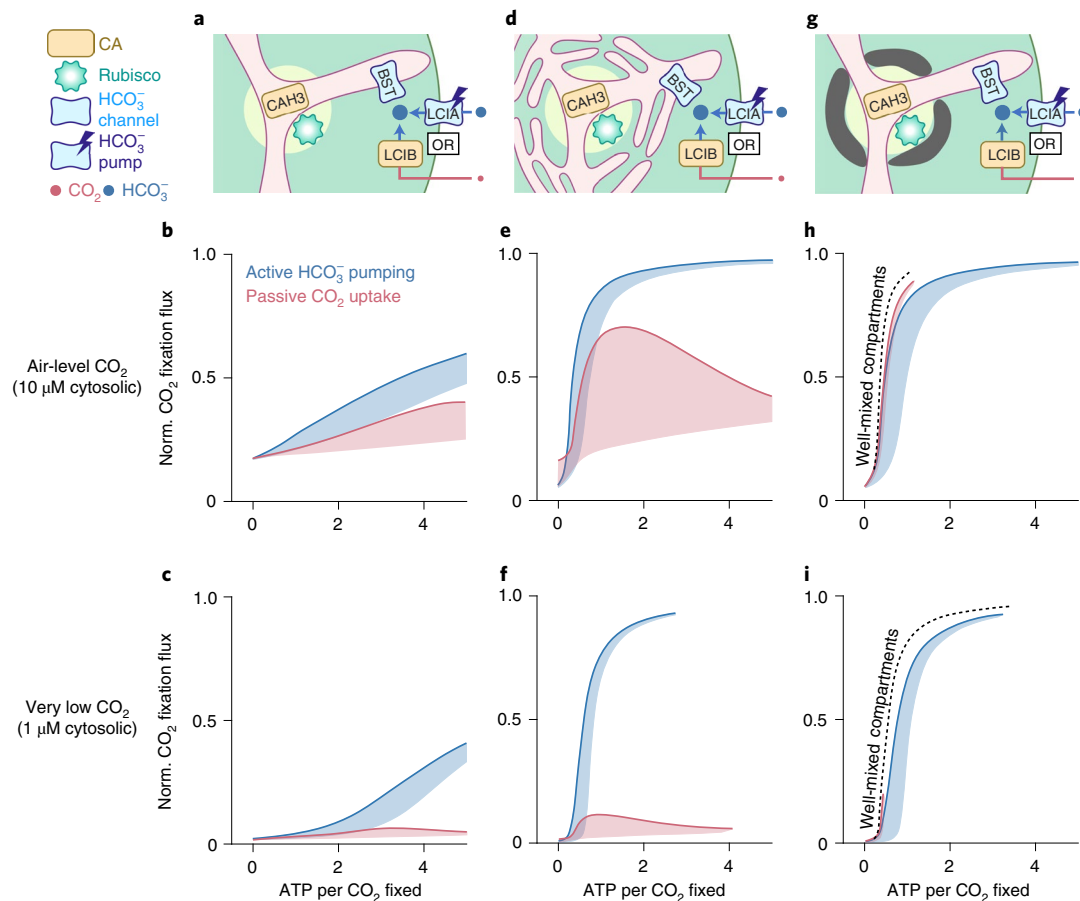 a
d
g
CA
Rubisco
HCO₃⁻
channel
HCO₃⁻
pump
CO₂ HCO₃⁻
CAH3
BST
LCIA
LCIB
OR
CAH3
BST
LCIA
LCIB
OR
CAH3
BST
LCIA
LCIB
OR
b
e
h
Air-level CO₂
(10 μM cytosolic)
Norm. CO₂ fixation flux
1.0
0.5
0
0 2 4
Active HCO₃⁻ pumping
Passive CO₂ uptake
1.0
0.5
0
0 2 4
1.0
0.5
0
0 2 4
Well-mixed compartments
c
f
i
Very low CO₂
(1 μM cytosolic)
Norm. CO₂ fixation flux
1.0
0.5
0
0 2 4
ATP per CO₂ fixed
1.0
0.5
0
0 2 4
ATP per CO₂ fixed
1.0
0.5
0
0 2 4
ATP per CO₂ fixed
Well-mixed compartments